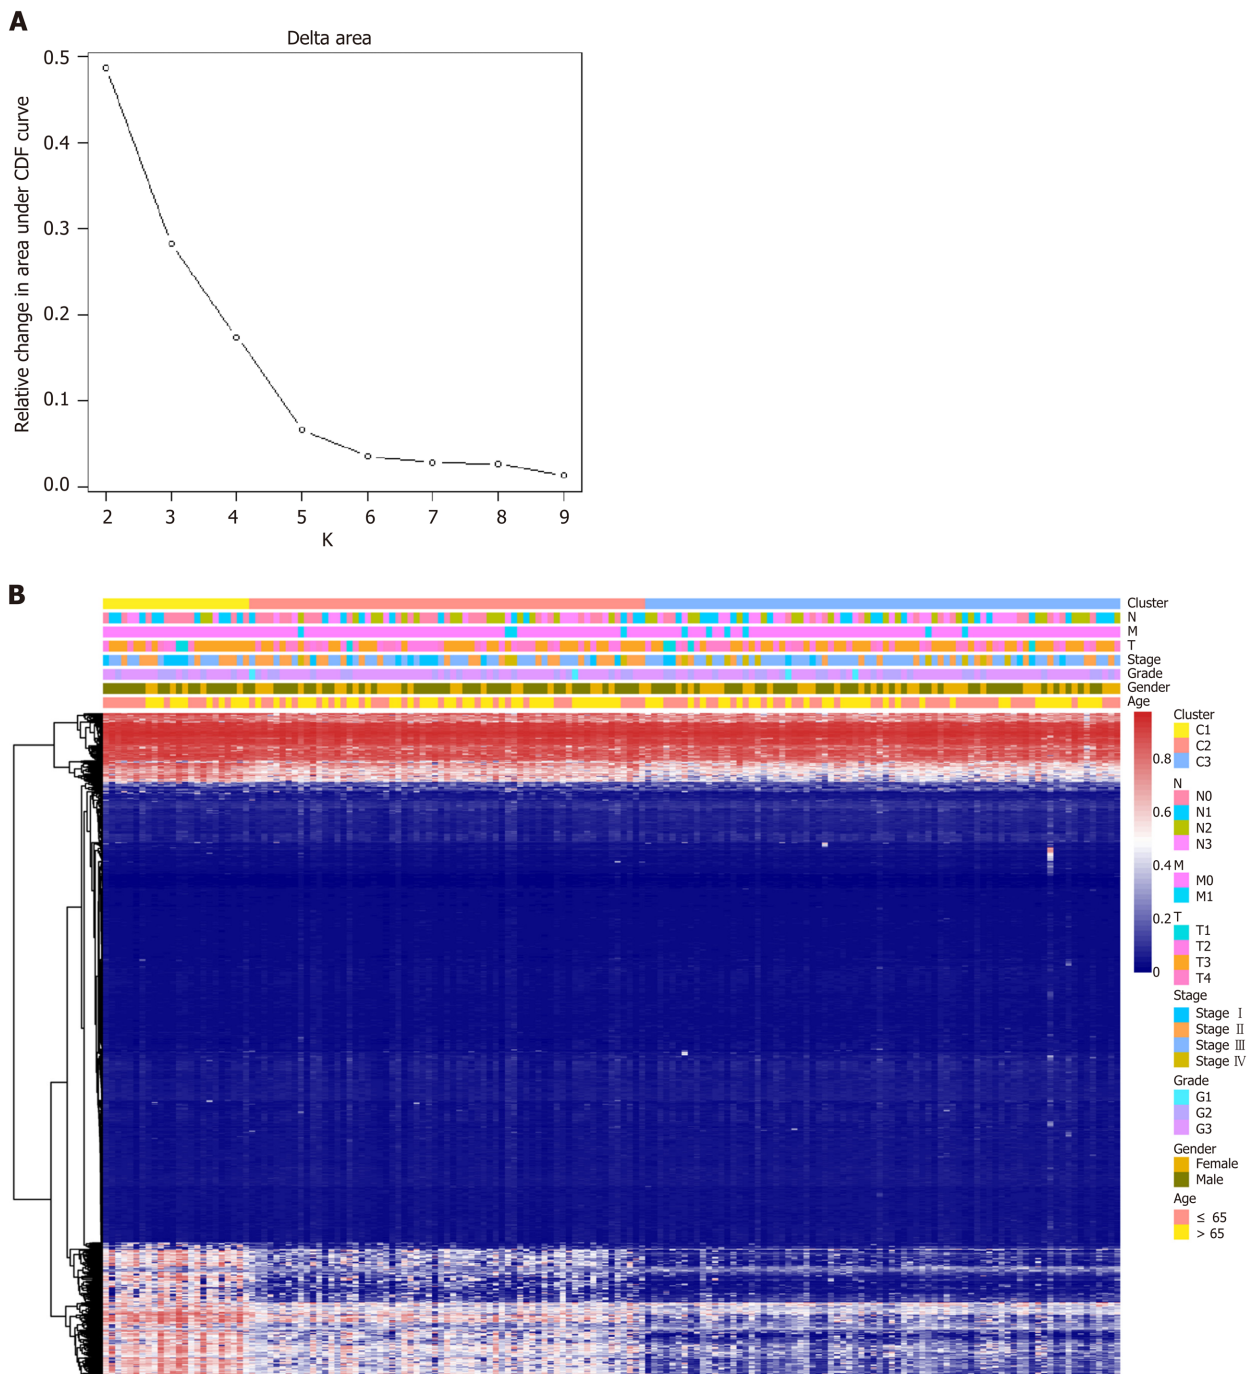 A
Delta area
Relative change in area under CDF curve
0.5
0.4
0.3
0.2
0.1
0.0
2 3 4 5 6 7 8 9
K
B
Cluster
N
M
T
Stage
Grade
Gender
Age
0.8
0.6
0.4
0.2
0
Cluster
C1
C2
C3
N
N0
N1
N2
N3
M
M0
M1
T
T1
T2
T3
T4
Stage
Stage Ⅰ
Stage Ⅱ
Stage Ⅲ
Stage Ⅳ
Grade
G1
G2
G3
Gender
Female
Male
Age
≤ 65
> 65